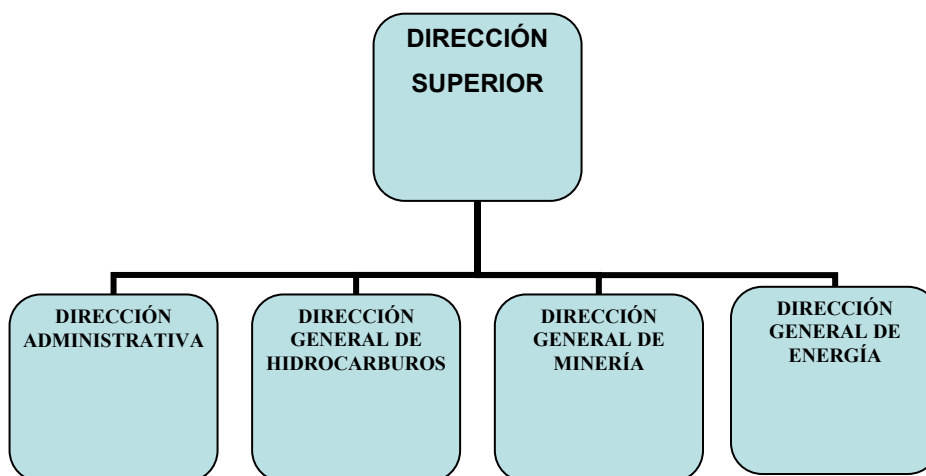 DIRECCIÓN
SUPERIOR
DIRECCIÓN
ADMINISTRATIVA
DIRECCIÓN
GENERAL DE
HIDROCARBUROS
DIRECCIÓN
GENERAL DE
MINERÍA
DIRECCIÓN
GENERAL DE
ENERGÍA